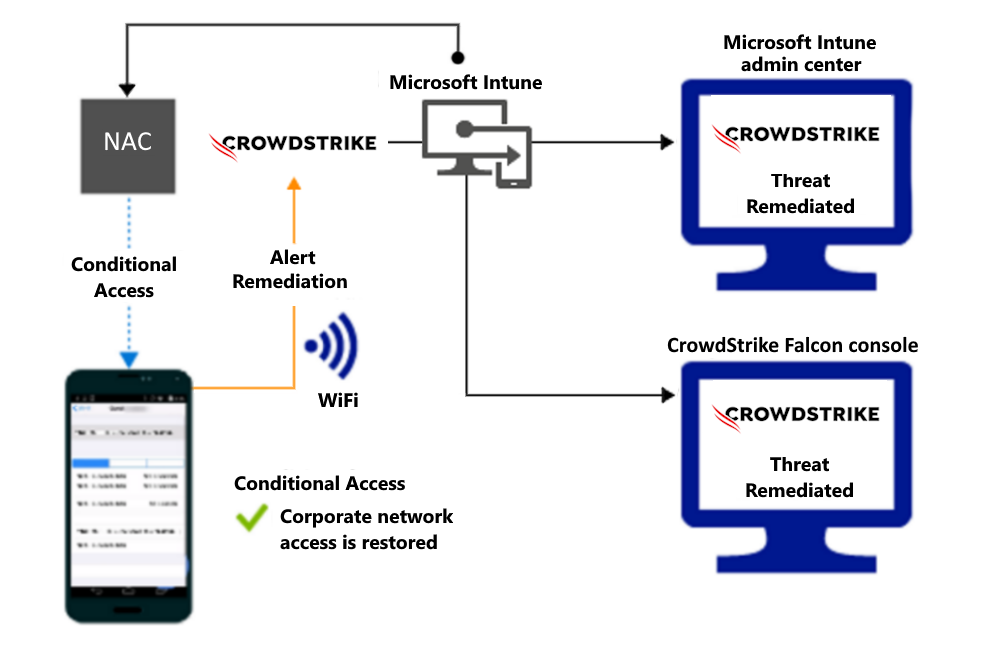 Microsoft Intune
admin center
Microsoft Intune
NAC
CROWDSTRIKE
CROWDSTRIKE
Threat
Remediated
Conditional
Access
Alert
Remediation
WiFi
CrowdStrike Falcon console
CROWDSTRIKE
Threat
Remediated
Conditional Access
Corporate network
access is restored